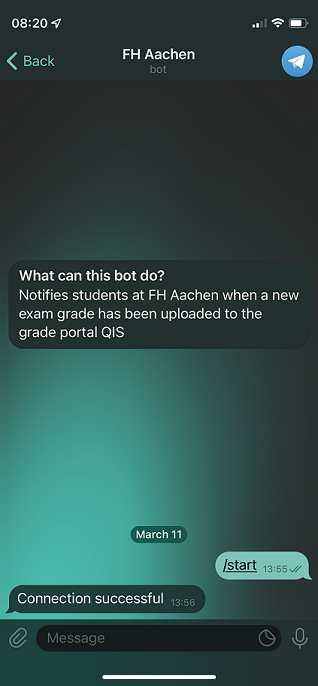 08:20
Back
FH Aachen
bot
What can this bot do?
Notifies students at FH Aachen when a new
exam grade has been uploaded to the
grade portal QIS
March 11
/start 13:55
Connection successful 13:56
Message